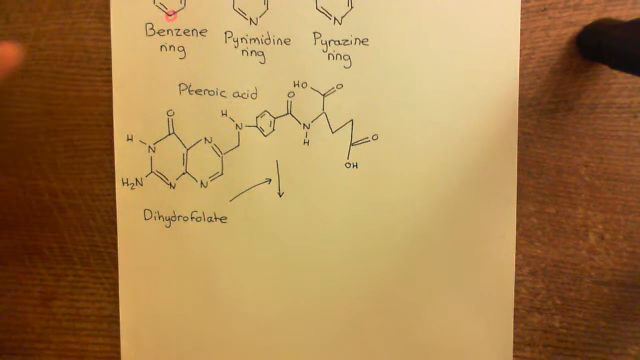 N
N
Benzene
ring
Pyrimidine
ring
Pyrazine
ring
Pteroic acid
HO
O
O
O
H
N
N
H
O
OH
H
N
N
H₂N
N
N
Dihydrofolate